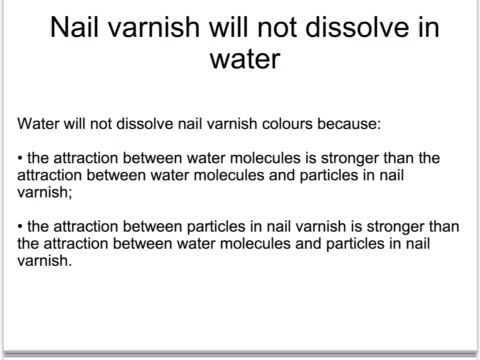 Nail varnish will not dissolve in
water
Water will not dissolve nail varnish colours because:
• the attraction between water molecules is stronger than the
attraction between water molecules and particles in nail
varnish;
• the attraction between particles in nail varnish is stronger than
the attraction between water molecules and particles in nail
varnish.